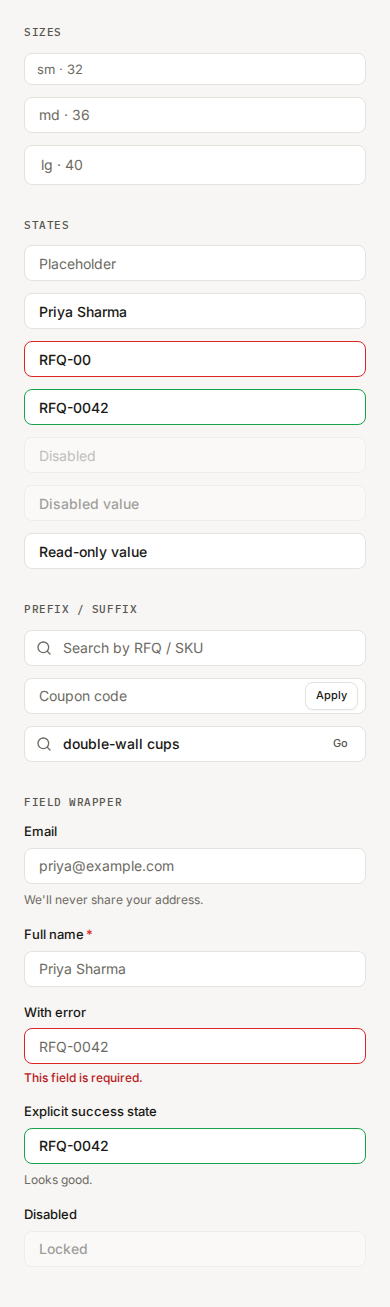 SIZES
sm · 32
md · 36
lg · 40
STATES
Placeholder
Priya Sharma
RFQ-00
RFQ-0042
Disabled
Disabled value
Read-only value
PREFIX / SUFFIX
Search by RFQ / SKU
Coupon code Apply
double-wall cups Go
FIELD WRAPPER
Email
priya@example.com
We'll never share your address.
Full name *
Priya Sharma
With error
RFQ-0042
This field is required.
Explicit success state
RFQ-0042
Looks good.
Disabled
Locked